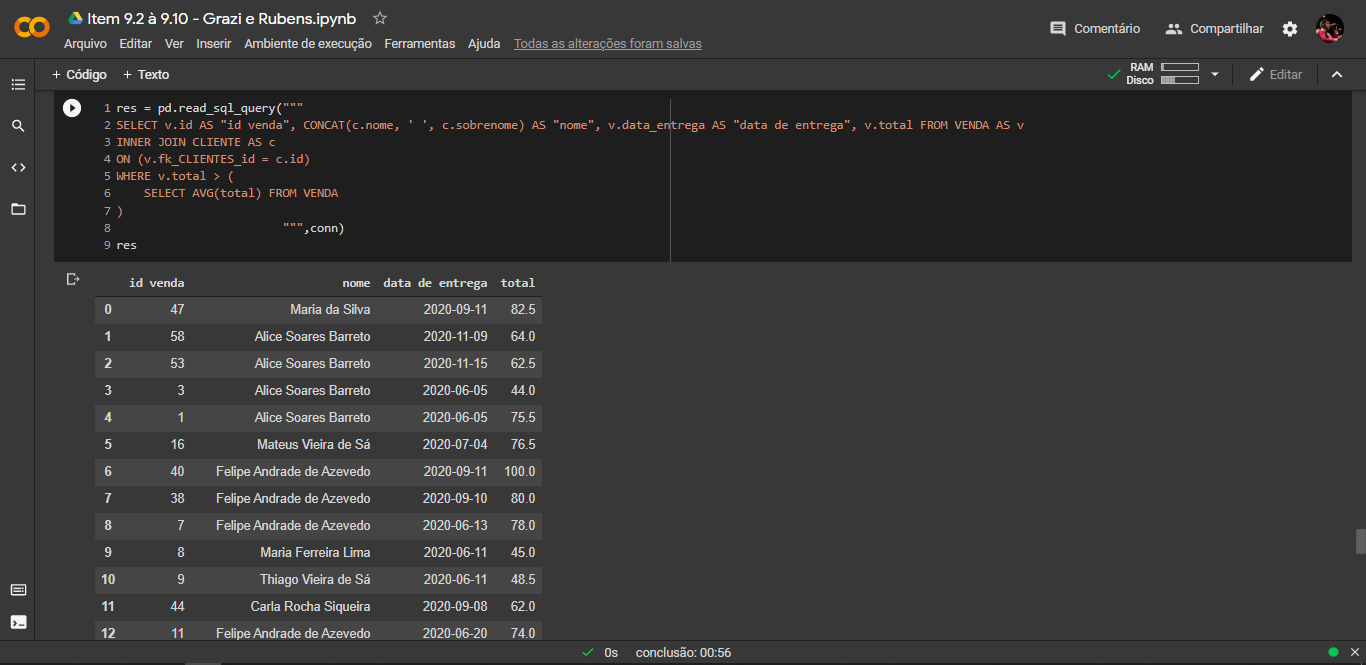 Item 9.2 à 9.10 - Grazi e Rubens.ipynb
Arquivo Editar Ver Inserir Ambiente de execução Ferramentas Ajuda Todas as alterações foram salvas
Comentário Compartilhar
+ Código + Texto
RAM
Disco
Editar
1 res = pd.read_sql_query("""
2 SELECT v.id AS "id venda", CONCAT(c.nome, ' ', c.sobrenome) AS "nome", v.data_entrega AS "data de entrega", v.total FROM VENDA AS v
3 INNER JOIN CLIENTE AS c
4 ON (v.fk_CLIENTES_id = c.id)
5 WHERE v.total > (
6     SELECT AVG(total) FROM VENDA
7 )
8                         """,conn)
9 res
id venda nome data de entrega total
0 47 Maria da Silva 2020-09-11 82.5
1 58 Alice Soares Barreto 2020-11-09 64.0
2 53 Alice Soares Barreto 2020-11-15 62.5
3 3 Alice Soares Barreto 2020-06-05 44.0
4 1 Alice Soares Barreto 2020-06-05 75.5
5 16 Mateus Vieira de Sá 2020-07-04 76.5
6 40 Felipe Andrade de Azevedo 2020-09-11 100.0
7 38 Felipe Andrade de Azevedo 2020-09-10 80.0
8 7 Felipe Andrade de Azevedo 2020-06-13 78.0
9 8 Maria Ferreira Lima 2020-06-11 45.0
10 9 Thiago Vieira de Sá 2020-06-11 48.5
11 44 Carla Rocha Siqueira 2020-09-08 62.0
12 11 Felipe Andrade de Azevedo 2020-06-20 74.0
0s conclusão: 00:56